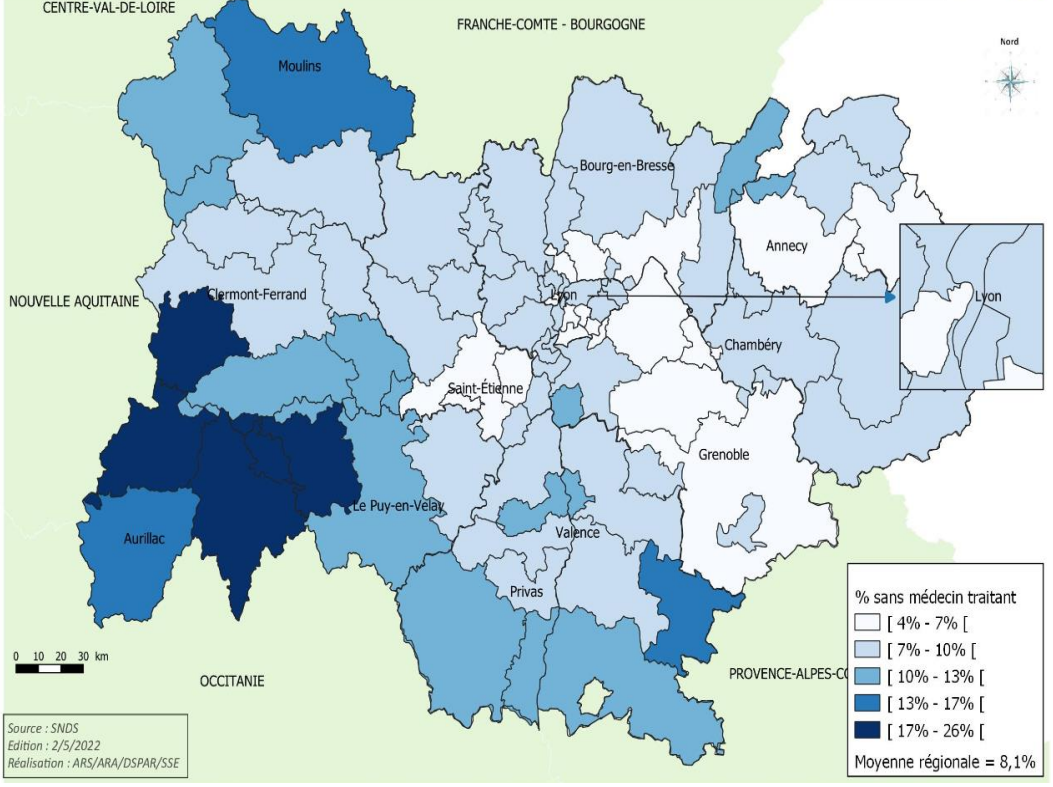 CENTRE-VAL-DE-LOIRE
FRANCHE-COMTE - BOURGOGNE
Nord
Moulins
Bourg-en-Bresse
Annecy
NOUVELLE AQUITAINE
Clermont-Ferrand
Lyon
Lyon
Chambéry
Saint-Étienne
Grenoble
Le Puy-en-Velay
Aurillac
Valence
Privas
0 10 20 30 km
OCCITANIE
PROVENCE-ALPES-CO
% sans médecin traitant
[ 4% - 7% [
[ 7% - 10% [
[ 10% - 13% [
[ 13% - 17% [
[ 17% - 26% [
Moyenne régionale = 8,1%
Source : SNDS
Edition : 2/5/2022
Réalisation : ARS/ARA/DSPAR/SSE